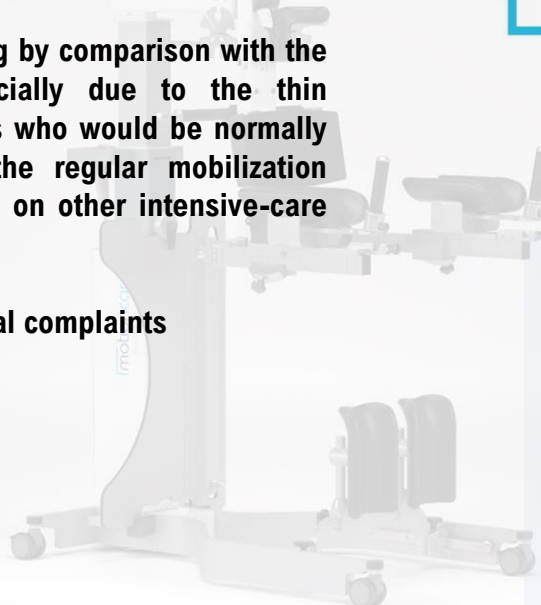 g by comparison with the
cially due to the thin
s who would be normally
the regular mobilization
on other intensive-care
al complaints